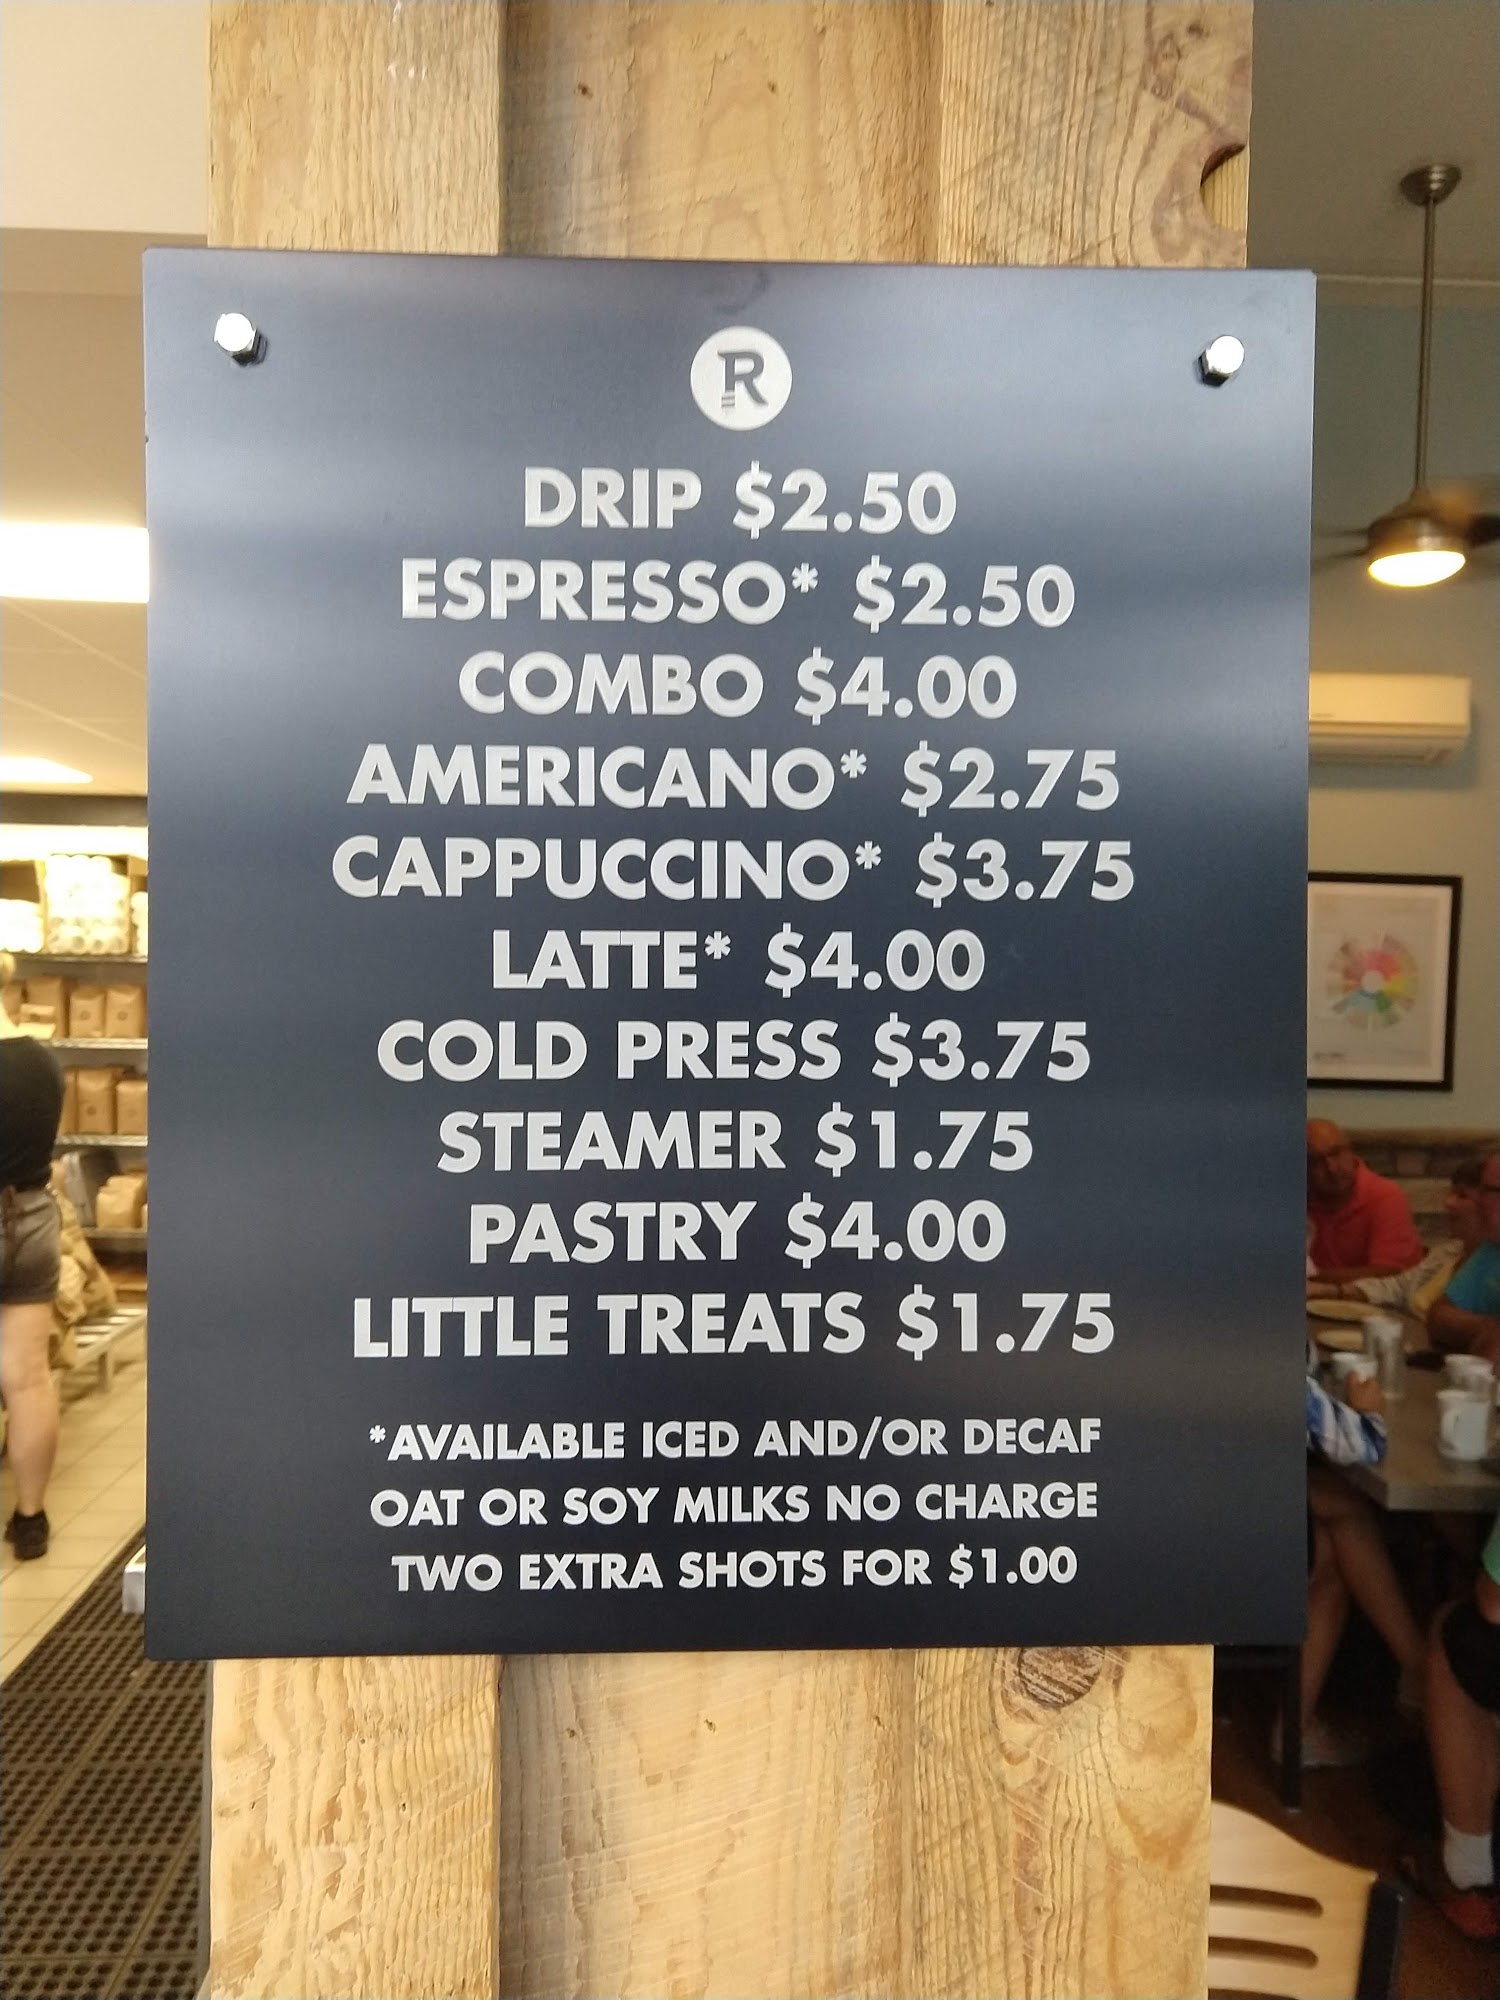 R
DRIP $2.50
ESPRESSO* $2.50
COMBO $4.00
AMERICANO* $2.75
CAPPUCCINO* $3.75
LATTE* $4.00
COLD PRESS $3.75
STEAMER $1.75
PASTRY $4.00
LITTLE TREATS $1.75
*AVAILABLE ICED AND/OR DECAF
OAT OR SOY MILKS NO CHARGE
TWO EXTRA SHOTS FOR $1.00